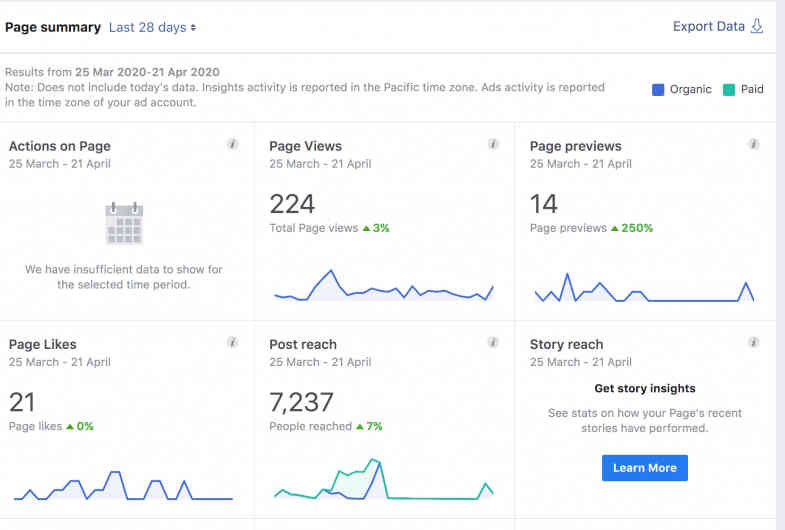 Page summary Last 28 days
Export Data
Results from 25 Mar 2020-21 Apr 2020
Note: Does not include today's data. Insights activity is reported in the Pacific time zone. Ads activity is reported
in the time zone of your ad account.
Organic Paid
Actions on Page
25 March - 21 April
We have insufficient data to show for
the selected time period.
Page Views
25 March - 21 April
224
Total Page views 3%
Page previews
25 March - 21 April
14
Page previews 250%
Page Likes
25 March - 21 April
21
Page likes 0%
Post reach
25 March - 21 April
7,237
People reached 7%
Story reach
25 March - 21 April
Get story insights
See stats on how your Page's recent
stories have performed.
Learn More